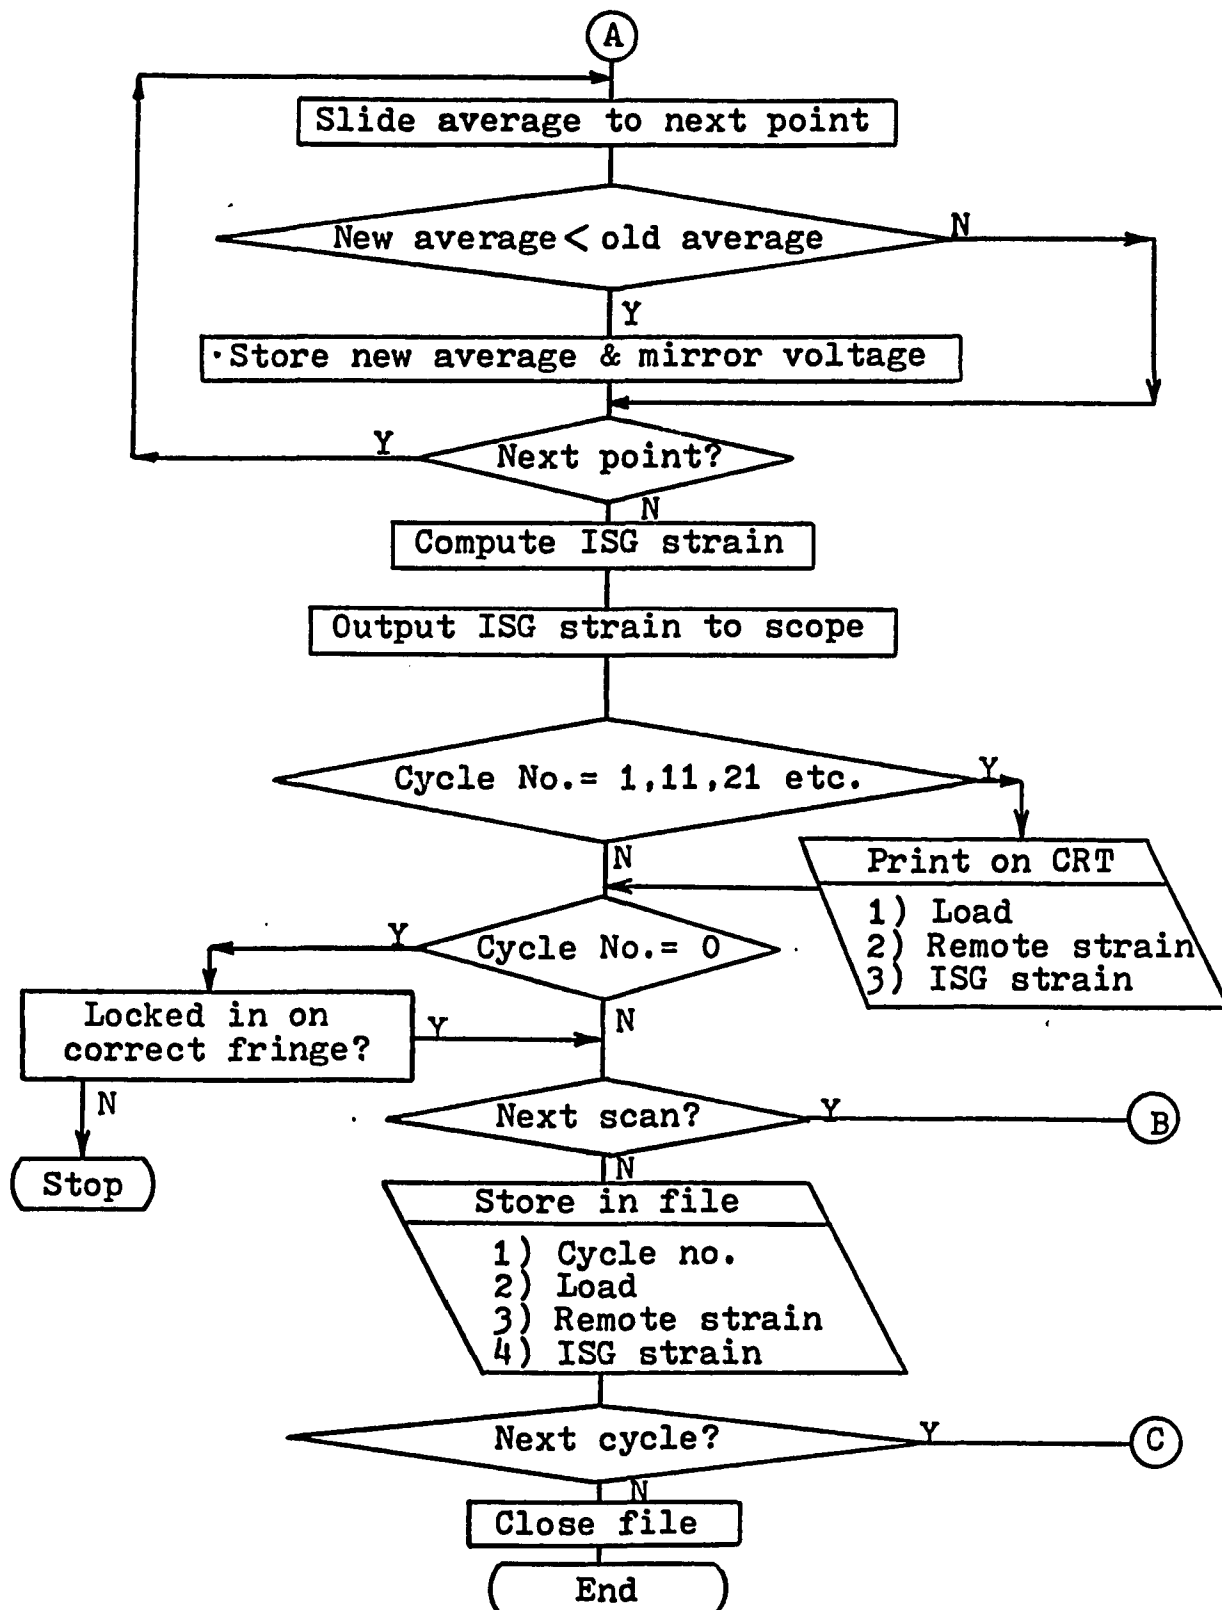 A
Slide average to next point
New average < old average
N
Y
Store new average & mirror voltage
Y
Next point?
N
Compute ISG strain
Output ISG strain to scope
Cycle No.= 1,11,21 etc.
Y
N
Print on CRT
1) Load
2) Remote strain
3) ISG strain
Y
Cycle No.= 0
N
Locked in on
correct fringe?
Y
N
Stop
Next scan?
Y
B
N
Store in file
1) Cycle no.
2) Load
3) Remote strain
4) ISG strain
Next cycle?
Y
C
N
Close file
End